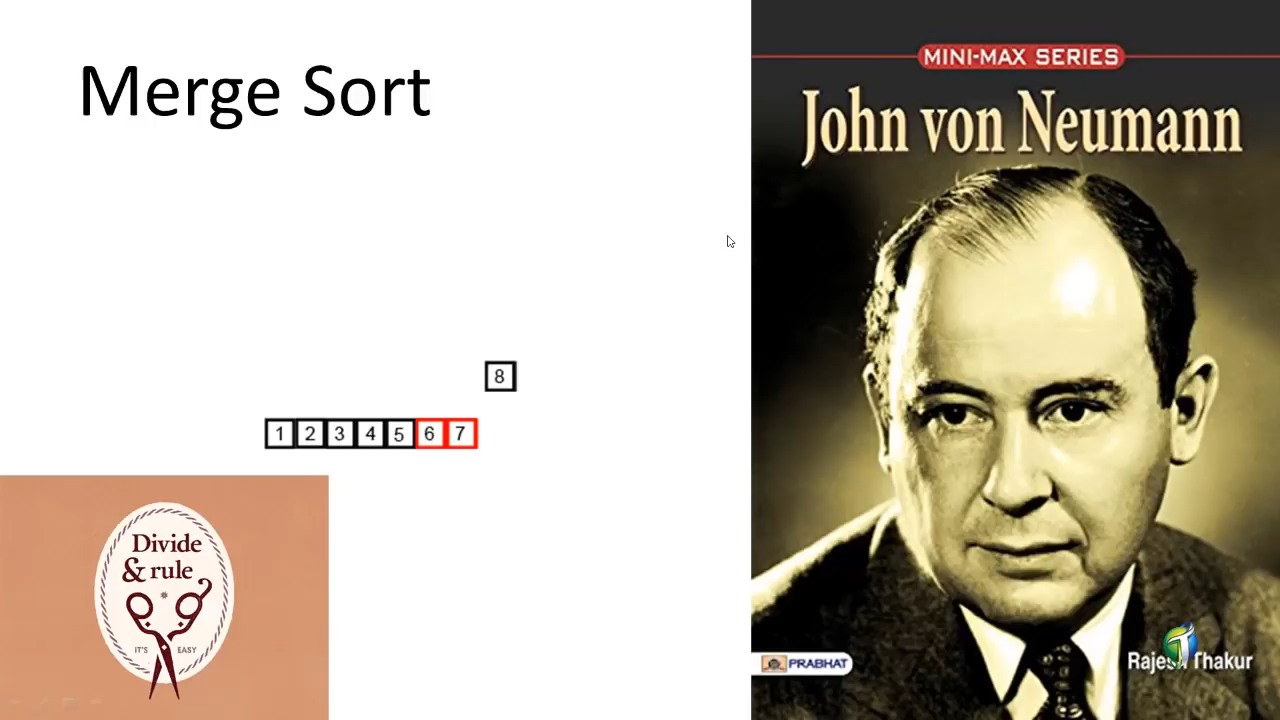 Merge Sort
8
1 2 3 4 5 6 7
Divide
& rule
IT'S EASY
MINI-MAX SERIES
John von Neumann
PRABHAT
Rajesh Thakur